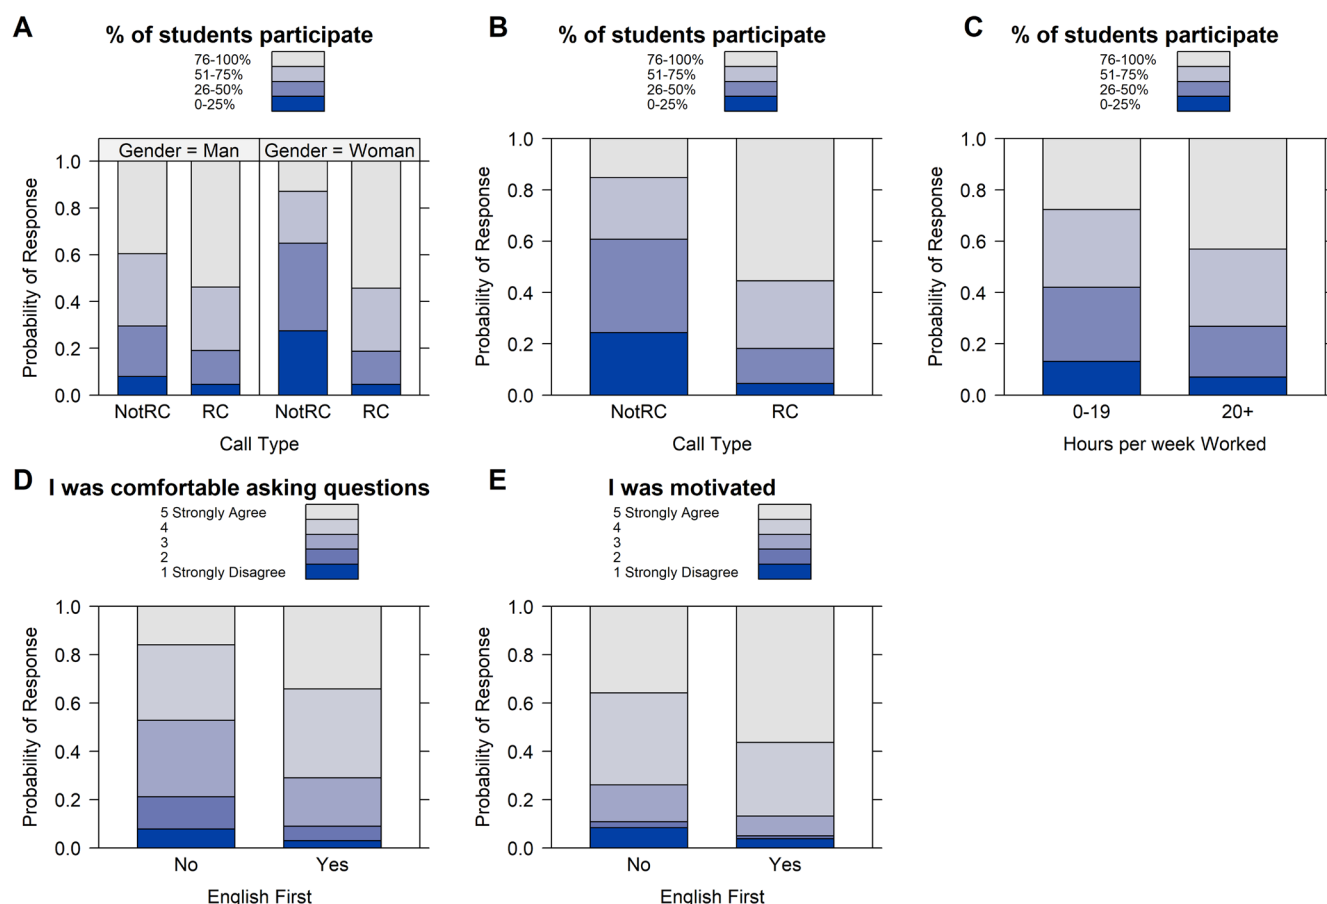 A
% of students participate
76-100%
51-75%
26-50%
0-25%
Gender = Man
Gender = Woman
Probability of Response
1.0
0.8
0.6
0.4
0.2
0.0
NotRC
RC
NotRC
RC
Call Type
B
% of students participate
76-100%
51-75%
26-50%
0-25%
Probability of Response
1.0
0.8
0.6
0.4
0.2
0.0
NotRC
RC
Call Type
C
% of students participate
76-100%
51-75%
26-50%
0-25%
Probability of Response
1.0
0.8
0.6
0.4
0.2
0.0
0-19
20+
Hours per week Worked
D
I was comfortable asking questions
5 Strongly Agree
4
3
2
1 Strongly Disagree
Probability of Response
1.0
0.8
0.6
0.4
0.2
0.0
No
Yes
English First
E
I was motivated
5 Strongly Agree
4
3
2
1 Strongly Disagree
Probability of Response
1.0
0.8
0.6
0.4
0.2
0.0
No
Yes
English First